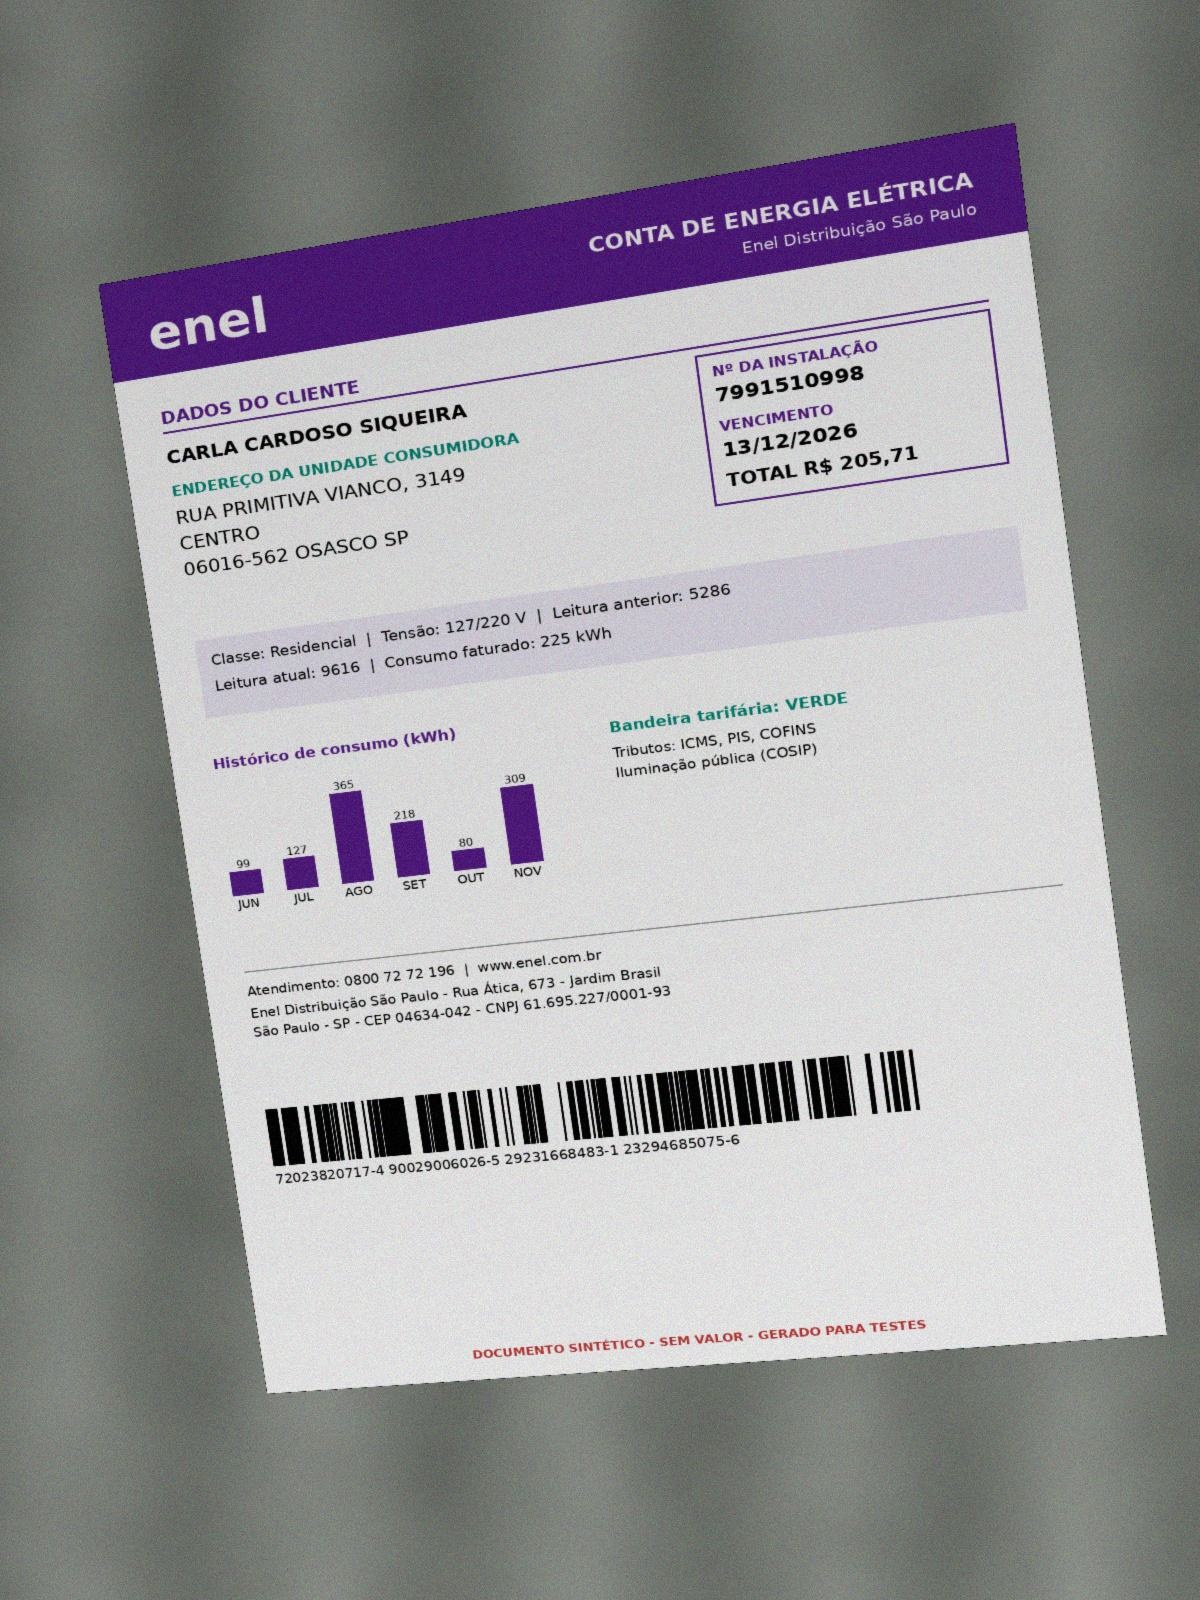 enel
CONTA DE ENERGIA ELÉTRICA
Enel Distribuição São Paulo
DADOS DO CLIENTE
CARLA CARDOSO SIQUEIRA
ENDEREÇO DA UNIDADE CONSUMIDORA
RUA PRIMITIVA VIANCO, 3149
CENTRO
06016-562 OSASCO SP
Nº DA INSTALAÇÃO
7991510998
VENCIMENTO
13/12/2026
TOTAL R$ 205,71
Classe: Residencial | Tensão: 127/220 V | Leitura anterior: 5286
Leitura atual: 9616 | Consumo faturado: 225 kWh
Histórico de consumo (kWh)
99 127 365 218 80 309
JUN JUL AGO SET OUT NOV
Bandeira tarifária: VERDE
Tributos: ICMS, PIS, COFINS
Iluminação pública (COSIP)
Atendimento: 0800 72 72 196 | www.enel.com.br
Enel Distribuição São Paulo - Rua Ática, 673 - Jardim Brasil
São Paulo - SP - CEP 04634-042 - CNPJ 61.695.227/0001-93
72023820717-4 90029006026-5 29231668483-1 23294685075-6
DOCUMENTO SINTÉTICO - SEM VALOR - GERADO PARA TESTES